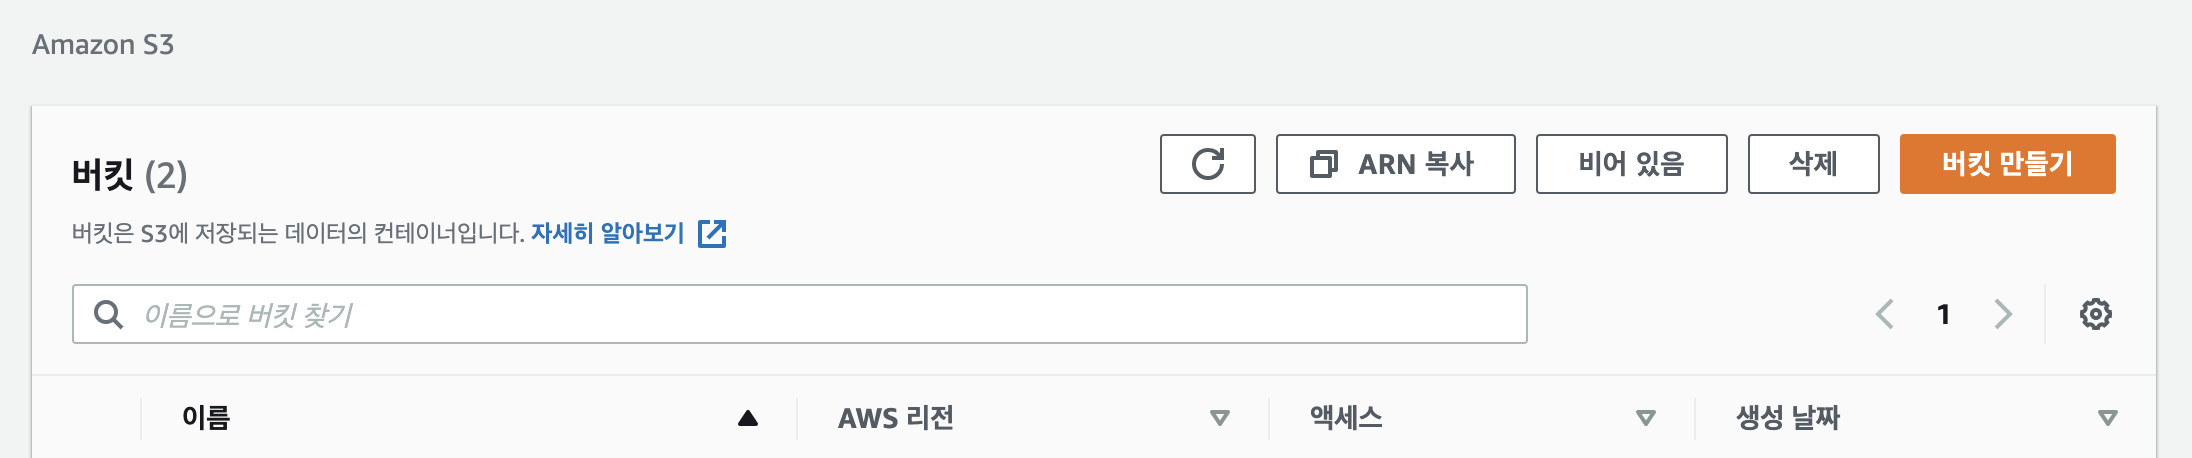 Amazon S3
버킷 (2)
ARN 복사
비어 있음
삭제
버킷 만들기
버킷은 S3에 저장되는 데이터의 컨테이너입니다. 자세히 알아보기
이름으로 버킷 찾기
1
이름
AWS 리전
액세스
생성 날짜